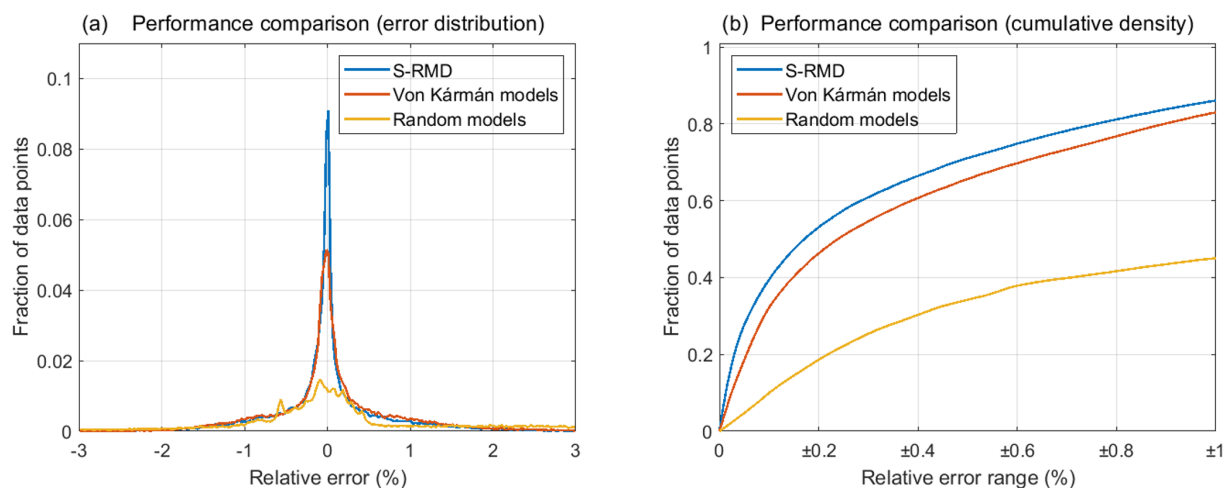 (a) Performance comparison (error distribution)
Fraction of data points
0.1
0.08
0.06
0.04
0.02
0
S-RMD
Von Kármán models
Random models
-3 -2 -1 0 1 2 3
Relative error (%)
(b) Performance comparison (cumulative density)
Fraction of data points
1
0.8
0.6
0.4
0.2
0
S-RMD
Von Kármán models
Random models
0 ±0.2 ±0.4 ±0.6 ±0.8 ±1
Relative error range (%)